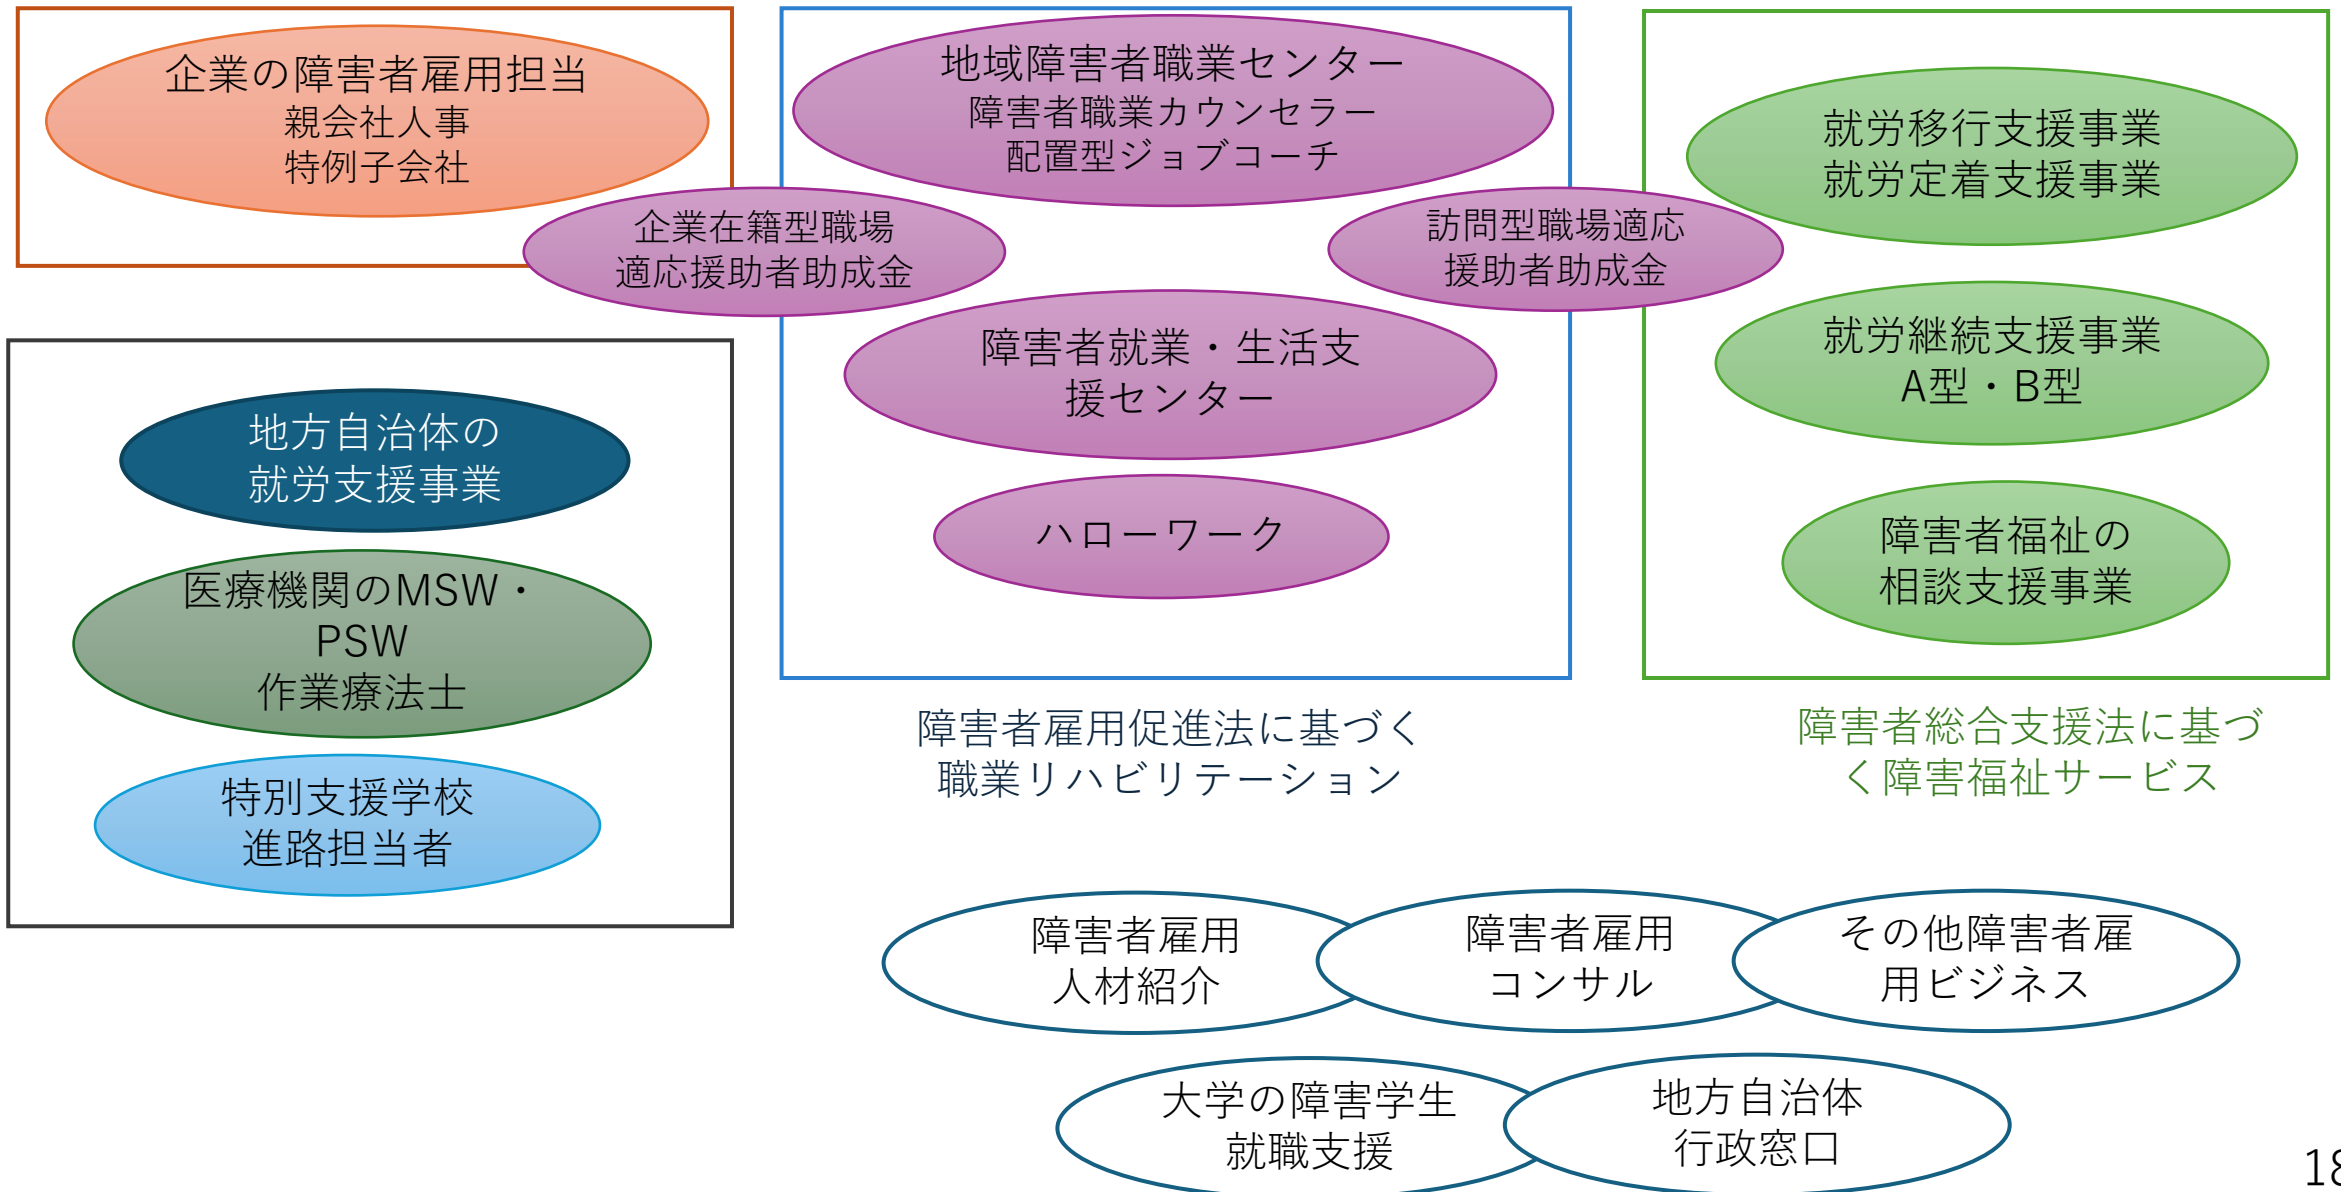 企業の障害者雇用担当
親会社人事
特例子会社
地域障害者職業センター
障害者職業カウンセラー
配置型ジョブコーチ
就労移行支援事業
就労定着支援事業
企業在籍型職場
適応援助者助成金
訪問型職場適応
援助者助成金
障害者就業・生活支
援センター
就労継続支援事業
A型・B型
地方自治体の
就労支援事業
ハローワーク
障害者福祉の
相談支援事業
医療機関のMSW・
PSW
作業療法士
特別支援学校
進路担当者
障害者雇用促進法に基づく
職業リハビリテーション
障害者総合支援法に基づ
く障害福祉サービス
障害者雇用
人材紹介
障害者雇用
コンサル
その他障害者雇
用ビジネス
大学の障害学生
就職支援
地方自治体
行政窓口
18